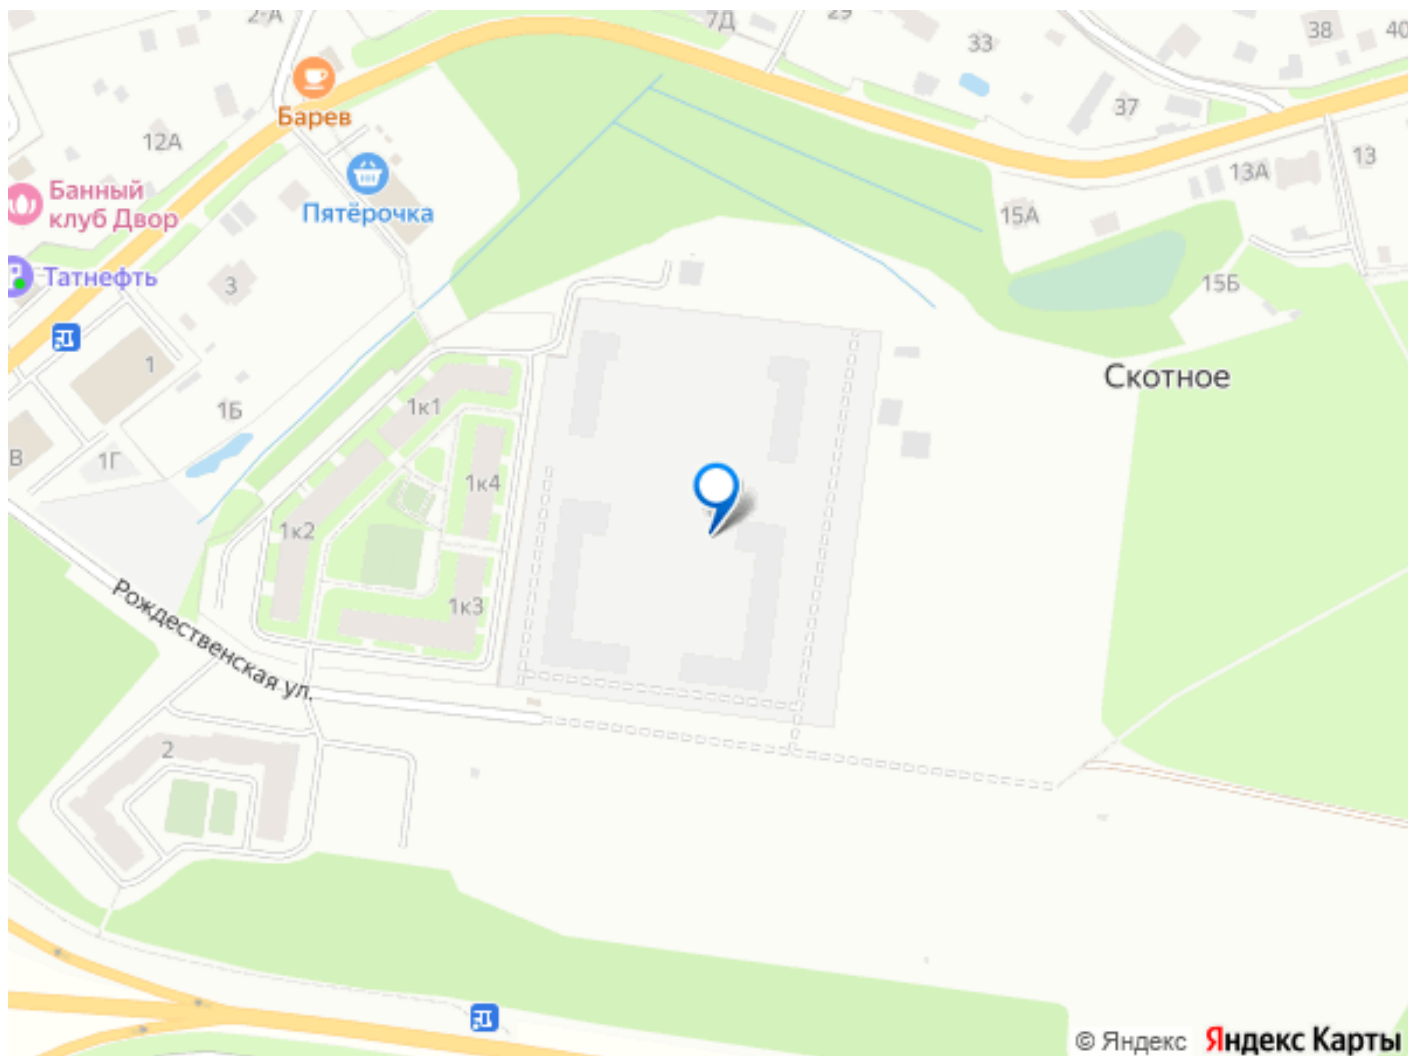 2-А
7Д
29
33
38
40
Барев
37
12А
13
13А
Банный
клуб Двор
Пятёрочка
15А
Татнефть
3
15Б
1
Скотное
1Б
1к1
В
1Г
1к4
1к2
Рождественская ул.
1к3
2
© Яндекс Яндекс Карты